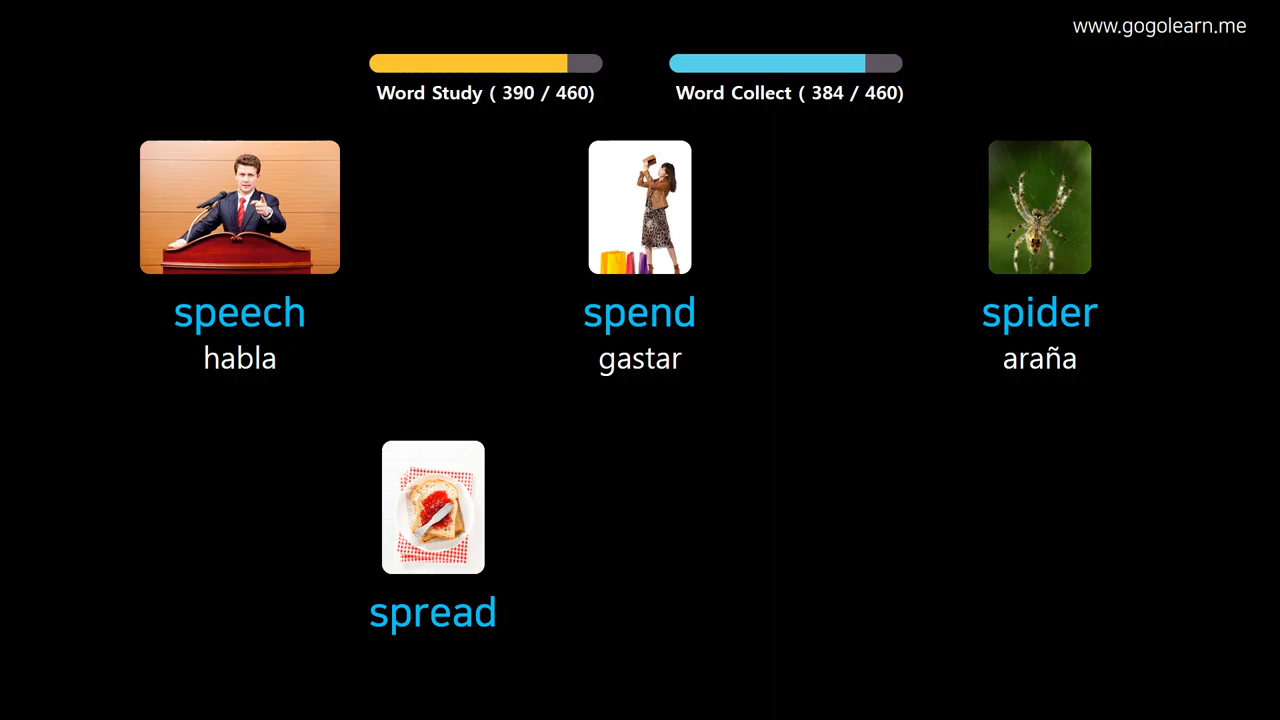 www.gogolearn.me
Word Study ( 390 / 460)
Word Collect ( 384 / 460)
speech
habla
spend
gastar
spider
araña
spread